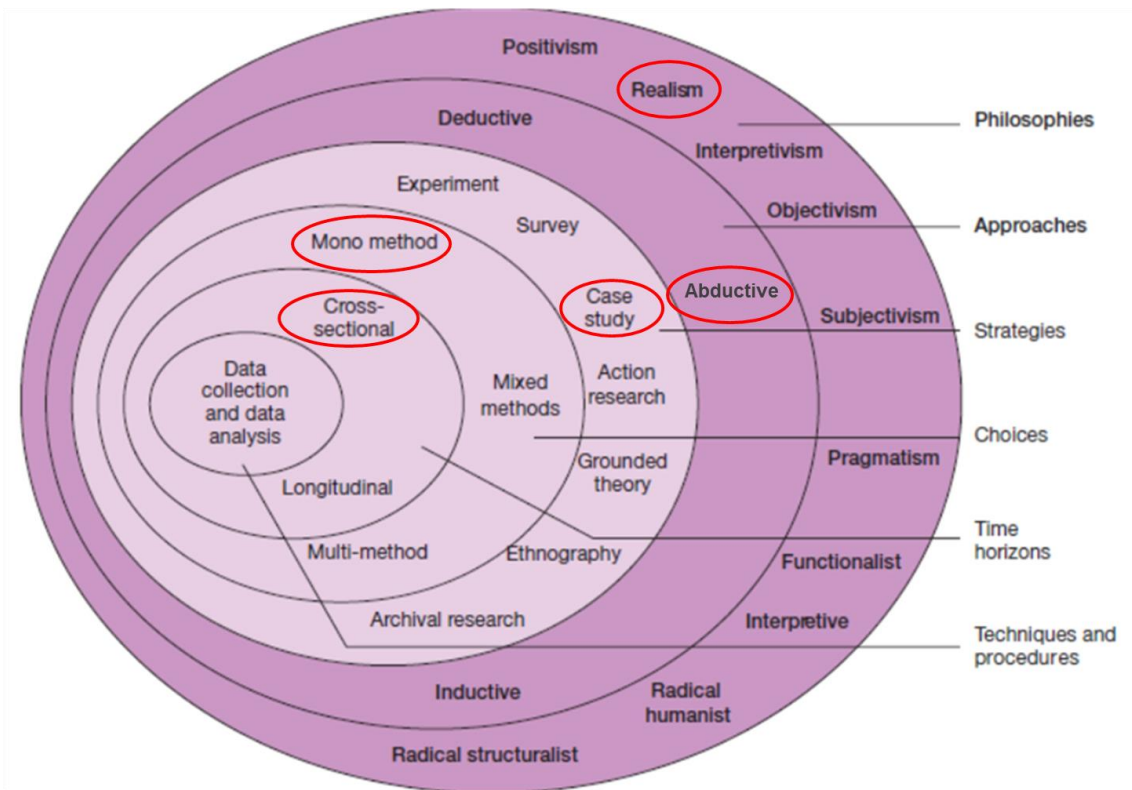 Positivism
Realism
Philosophies
Deductive
Interpretivism
Experiment
Objectivism
Survey
Approaches
Mono method
Case
study
Abductive
Cross-
sectional
Subjectivism
Strategies
Data
collection
and data
analysis
Mixed
methods
Action
research
Choices
Pragmatism
Grounded
theory
Longitudinal
Time
horizons
Multi-method
Ethnography
Functionalist
Archival research
Interpretive
Techniques and
procedures
Inductive
Radical
humanist
Radical structuralist